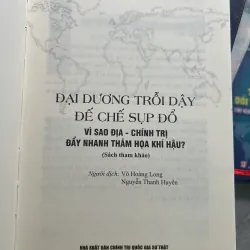 ĐẠI DƯƠNG TRỖI DẬY
ĐẾ CHẾ SỤP ĐỔ
VÌ SAO ĐỊA - CHÍNH TRỊ
ĐẨY NHANH THẢM HỌA KHÍ HẬU?
(Sách tham khảo)
Người dịch: Võ Hoàng Long
Nguyễn Thanh Huyền
NHÀ XUẤT BẢN CHÍNH TRỊ QUỐC GIA SỰ THẬT